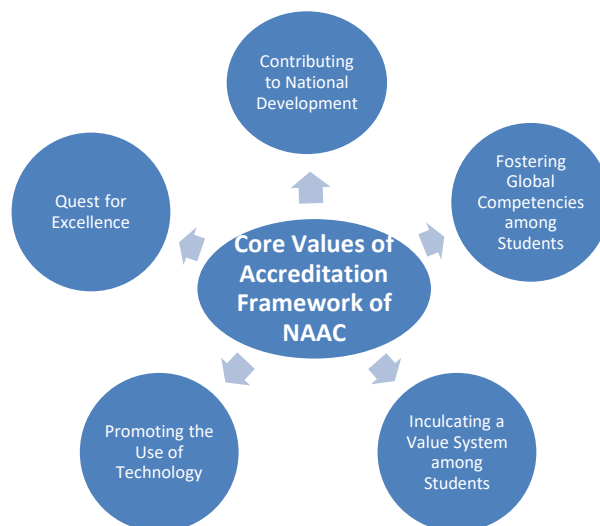 Contributing
to National
Development
Fostering
Global
Competencies
among
Students
Quest for
Excellence
Core Values of
Accreditation
Framework of
NAAC
Promoting the
Use of
Technology
Inculcating a
Value System
among
Students